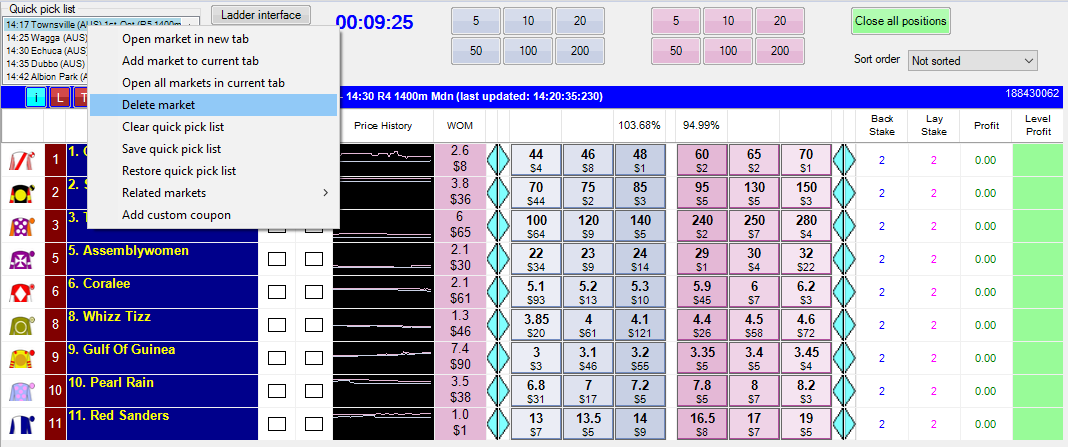 Quick pick list
14:17 Townsville (AUS) 1st Oct (R5 1400m
14:25 Wagga (AUS)
14:30 Echuca (AUS)
14:35 Dubbo (AUS)
14:42 Albion Park (A
Ladder interface
00:09:25
5 10 20
50 100 200
5 10 20
50 100 200
Close all positions
Sort order Not sorted
Open market in new tab
Add market to current tab
Open all markets in current tab
Delete market
Clear quick pick list
Save quick pick list
Restore quick pick list
Related markets
Add custom coupon
i L T
- 14:30 R4 1400m Mdn (last updated: 14:20:35:230) 188430062
Price History WOM 103.68% 94.99% Back Stake Lay Stake Profit Level Profit
1 1. 2.6 44 46 48 60 65 70 2 2 0.00
$8 $4 $8 $1 $2 $2 $1
2 2. S 3.8 70 75 85 95 130 150 2 2 0.00
$36 $44 $2 $3 $5 $5 $5
3 3. T 6 100 120 140 240 250 280 2 2 0.00
$65 $64 $9 $5 $2 $7 $4
5 5. Assemblywomen 2.1 22 23 24 29 30 32 2 2 0.00
$30 $34 $9 $14 $1 $4 $22
6 6. Coralee 2.1 5.1 5.2 5.3 5.9 6 6.2 2 2 0.00
$61 $93 $13 $10 $46 $7 $3
8 8. Whizz Tizz 1.3 3.85 4 4.1 4.4 4.5 4.6 2 2 0.00
$46 $20 $61 $121 $26 $58 $72
9 9. Gulf Of Guinea 7.4 3 3.1 3.2 3.35 3.4 3.45 2 2 0.00
$90 $3 $46 $55 $5 $5 $4
10 10. Pearl Rain 3.5 6.8 7 7.2 7.8 8 8.2 2 2 0.00
$38 $31 $17 $5 $5 $7 $3
11 11. Red Sanders 1.0 13 13.5 14 16.5 17 19 2 2 0.00
$1 $7 $5 $9 $8 $7 $5